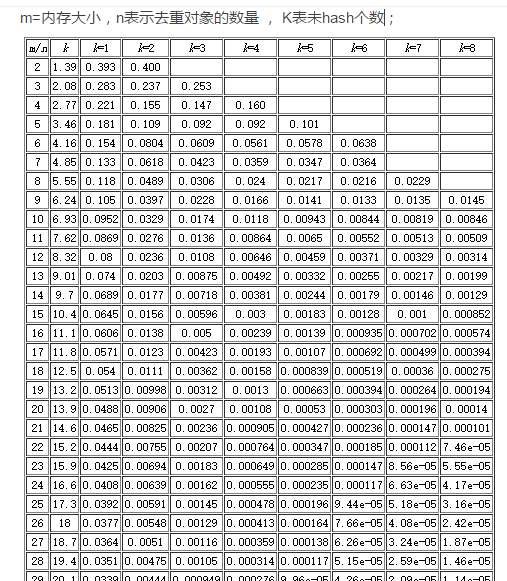 m=内存大小，n表示去重对象的数量 ， K表未hash个数；
m/n k k=1 k=2 k=3 k=4 k=5 k=6 k=7 k=8
2 1.39 0.393 0.400
3 2.08 0.283 0.237 0.253
4 2.77 0.221 0.155 0.147 0.160
5 3.46 0.181 0.109 0.092 0.092 0.101
6 4.16 0.154 0.0804 0.0609 0.0561 0.0578 0.0638
7 4.85 0.133 0.0618 0.0423 0.0359 0.0347 0.0364
8 5.55 0.118 0.0489 0.0306 0.024 0.0217 0.0216 0.0229
9 6.24 0.105 0.0397 0.0228 0.0166 0.0141 0.0133 0.0135 0.0145
10 6.93 0.0952 0.0329 0.0174 0.0118 0.00943 0.00844 0.00819 0.00846
11 7.62 0.0869 0.0276 0.0136 0.00864 0.0065 0.00552 0.00513 0.00509
12 8.32 0.08 0.0236 0.0108 0.00646 0.00459 0.00371 0.00329 0.00314
13 9.01 0.074 0.0203 0.00875 0.00492 0.00332 0.00255 0.00217 0.00199
14 9.7 0.0689 0.0177 0.00718 0.00381 0.00244 0.00179 0.00146 0.00129
15 10.4 0.0645 0.0156 0.00596 0.003 0.00183 0.00128 0.001 0.000852
16 11.1 0.0606 0.0138 0.005 0.00239 0.00139 0.000935 0.000702 0.000574
17 11.8 0.0571 0.0123 0.00423 0.00193 0.00107 0.000692 0.000499 0.000394
18 12.5 0.054 0.0111 0.00362 0.00158 0.000839 0.000519 0.00036 0.000275
19 13.2 0.0513 0.00998 0.00312 0.0013 0.000663 0.000394 0.000264 0.000194
20 13.9 0.0488 0.00906 0.0027 0.00108 0.00053 0.000303 0.000196 0.00014
21 14.6 0.0465 0.00825 0.00236 0.000905 0.000427 0.000236 0.000147 0.000101
22 15.2 0.0444 0.00755 0.00207 0.000764 0.000347 0.000185 0.000112 7.46e-05
23 15.9 0.0425 0.00694 0.00183 0.000649 0.000285 0.000147 8.56e-05 5.55e-05
24 16.6 0.0408 0.00639 0.00162 0.000555 0.000235 0.000117 6.63e-05 4.17e-05
25 17.3 0.0392 0.00591 0.00145 0.000478 0.000196 9.44e-05 5.18e-05 3.16e-05
26 18 0.0377 0.00548 0.00129 0.000413 0.000164 7.66e-05 4.08e-05 2.42e-05
27 18.7 0.0364 0.0051 0.00116 0.000359 0.000138 6.26e-05 3.24e-05 1.87e-05
28 19.4 0.0351 0.00475 0.00105 0.000314 0.000117 5.15e-05 2.59e-05 1.46e-05
29 20.1 0.0339 0.00444 0.000949 0.000276 9.96e-05 4.26e-05 2.09e-05 1.14e-05